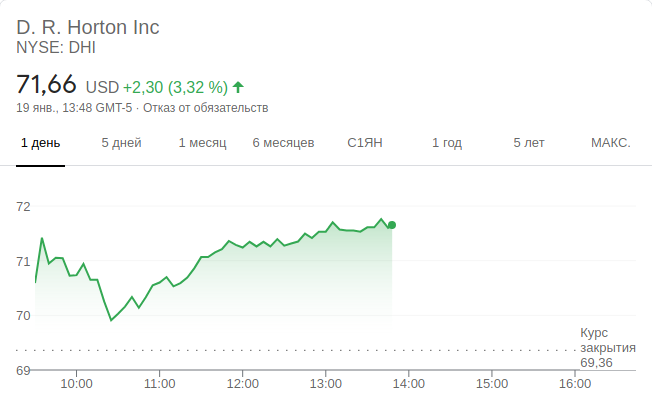 D. R. Horton Inc
NYSE: DHI
71,66 USD +2,30 (3,32 %)
19 янв., 13:48 GMT-5 · Отказ от обязательств
1 день 5 дней 1 месяц 6 месяцев С1ЯН 1 год 5 лет МАКС.
72
71
70
Курс
закрытия
69,36
69
10:00 11:00 12:00 13:00 14:00 15:00 16:00